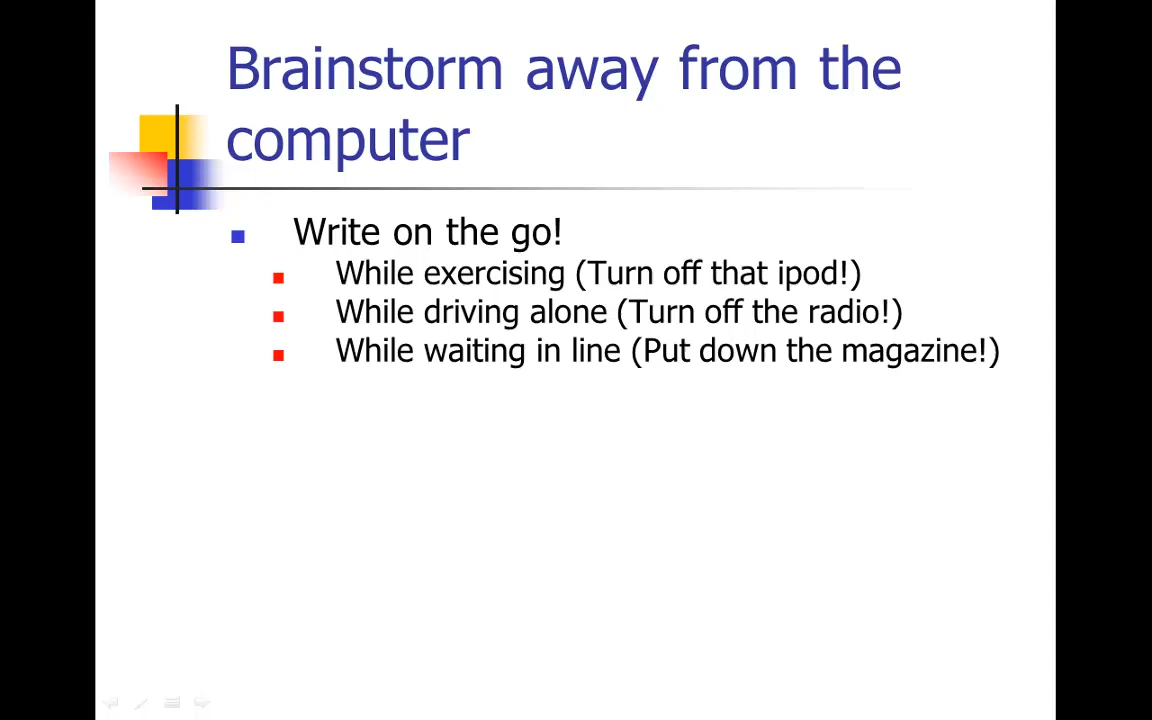 Brainstorm away from the
computer
Write on the go!
While exercising (Turn off that ipod!)
While driving alone (Turn off the radio!)
While waiting in line (Put down the magazine!)